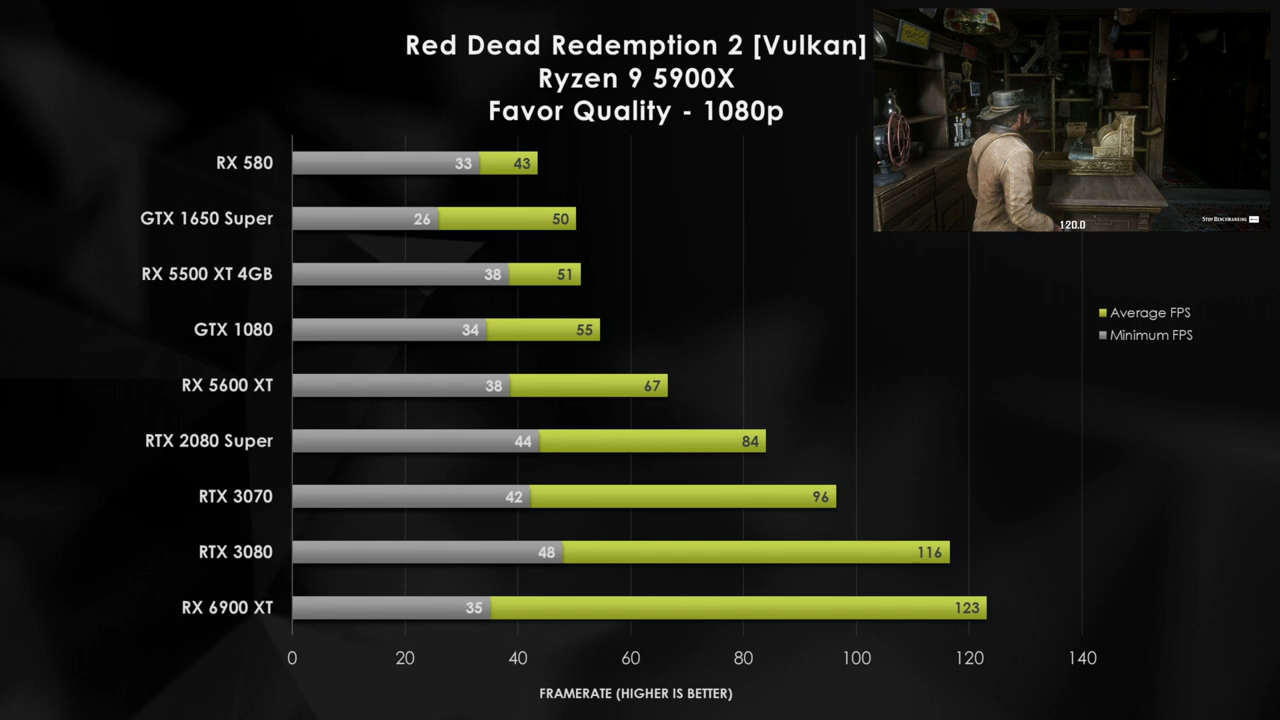 Red Dead Redemption 2 [Vulkan]
Ryzen 9 5900X
Favor Quality - 1080p
120.0
STOP BENCHMARKING
RX 580 33 43
GTX 1650 Super 26 50
RX 5500 XT 4GB 38 51
GTX 1080 34 55
RX 5600 XT 38 67
RTX 2080 Super 44 84
RTX 3070 42 96
RTX 3080 48 116
RX 6900 XT 35 123
Average FPS
Minimum FPS
0 20 40 60 80 100 120 140
FRAMERATE (HIGHER IS BETTER)